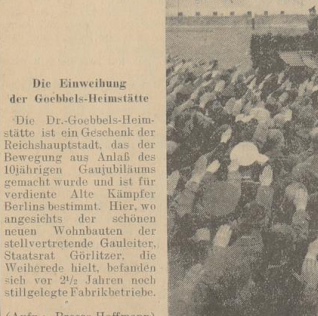 Die Einweihung
der Goebbels-Heimstätte
Die Dr.-Goebbels-Heim-
stätte ist ein Geschenk der
Reichshauptstadt, das der
Bewegung aus Anlaß des
10jährigen Gaujubiläums
gemacht wurde und ist für
verdiente Alte Kämpfer
Berlins bestimmt. Hier, wo
angesichts der schönen
neuen Wohnbauten der
stellvertretende Gauleiter,
Staatsrat Görlitzer, die
Weiherede hielt, befanden
sich vor 2½ Jahren noch
stillgelegte Fabrikbetriebe.